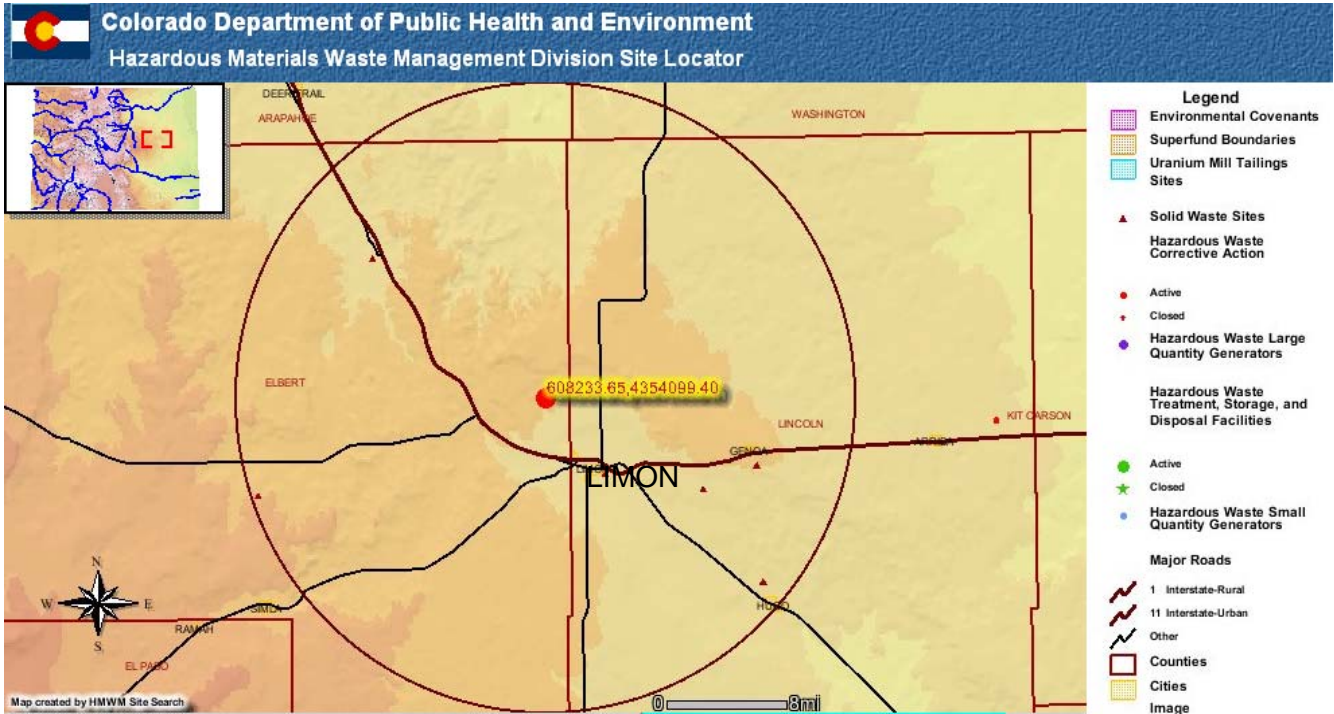 Colorado Department of Public Health and Environment
Hazardous Materials Waste Management Division Site Locator
DEER TRAIL
ARAPAHOE
WASHINGTON
ELBERT
608233.65,4354099.40
LINCOLN
KIT CARSON
ARRIBA
GENOA
LIMON
LIMON
HUGO
SIMLA
RAMAH
EL PASO
N
W
E
S
Map created by HMWM Site Search
0
8mi
Legend
Environmental Covenants
Superfund Boundaries
Uranium Mill Tailings
Sites
Solid Waste Sites
Hazardous Waste
Corrective Action
Active
Closed
Hazardous Waste Large
Quantity Generators
Hazardous Waste
Treatment, Storage, and
Disposal Facilities
Active
Closed
Hazardous Waste Small
Quantity Generators
Major Roads
1 Interstate-Rural
11 Interstate-Urban
Other
Counties
Cities
Image